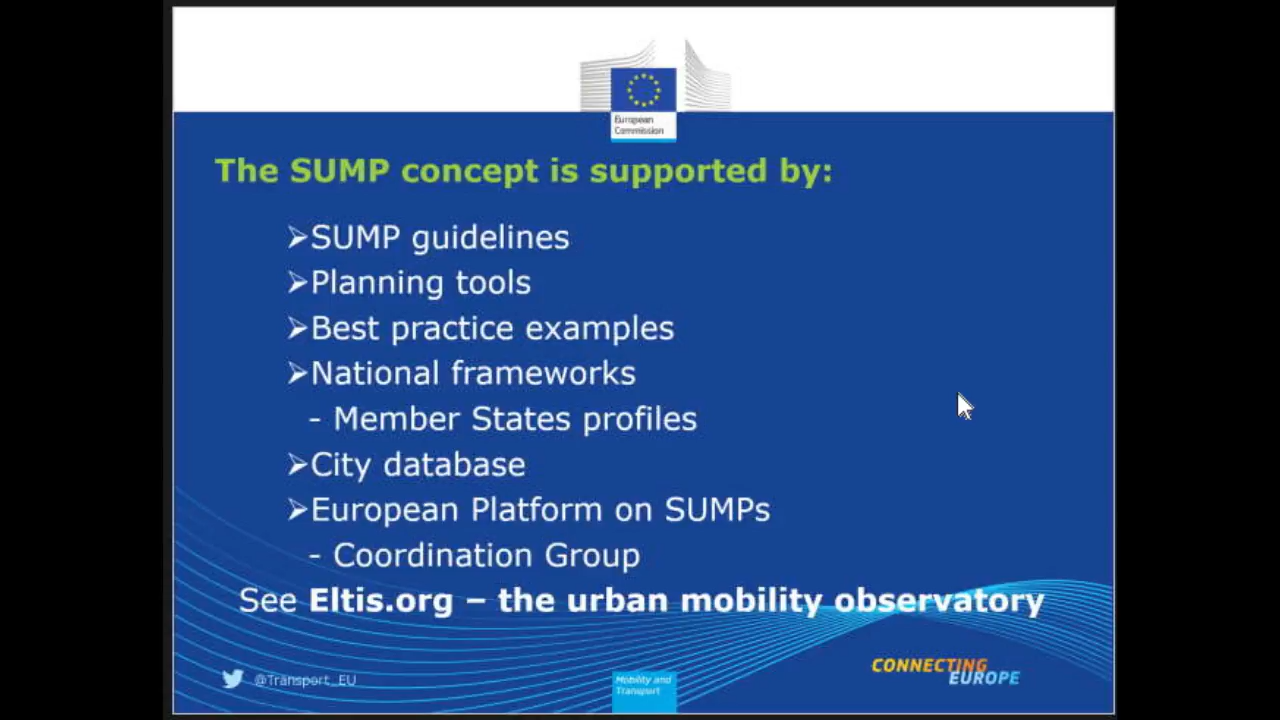 European
Commission
The SUMP concept is supported by:
➢SUMP guidelines
➢Planning tools
➢Best practice examples
➢National frameworks
- Member States profiles
➢City database
➢European Platform on SUMPs
- Coordination Group
See Eltis.org – the urban mobility observatory
@Transport_EU
Mobility and
Transport
CONNECTING
EUROPE